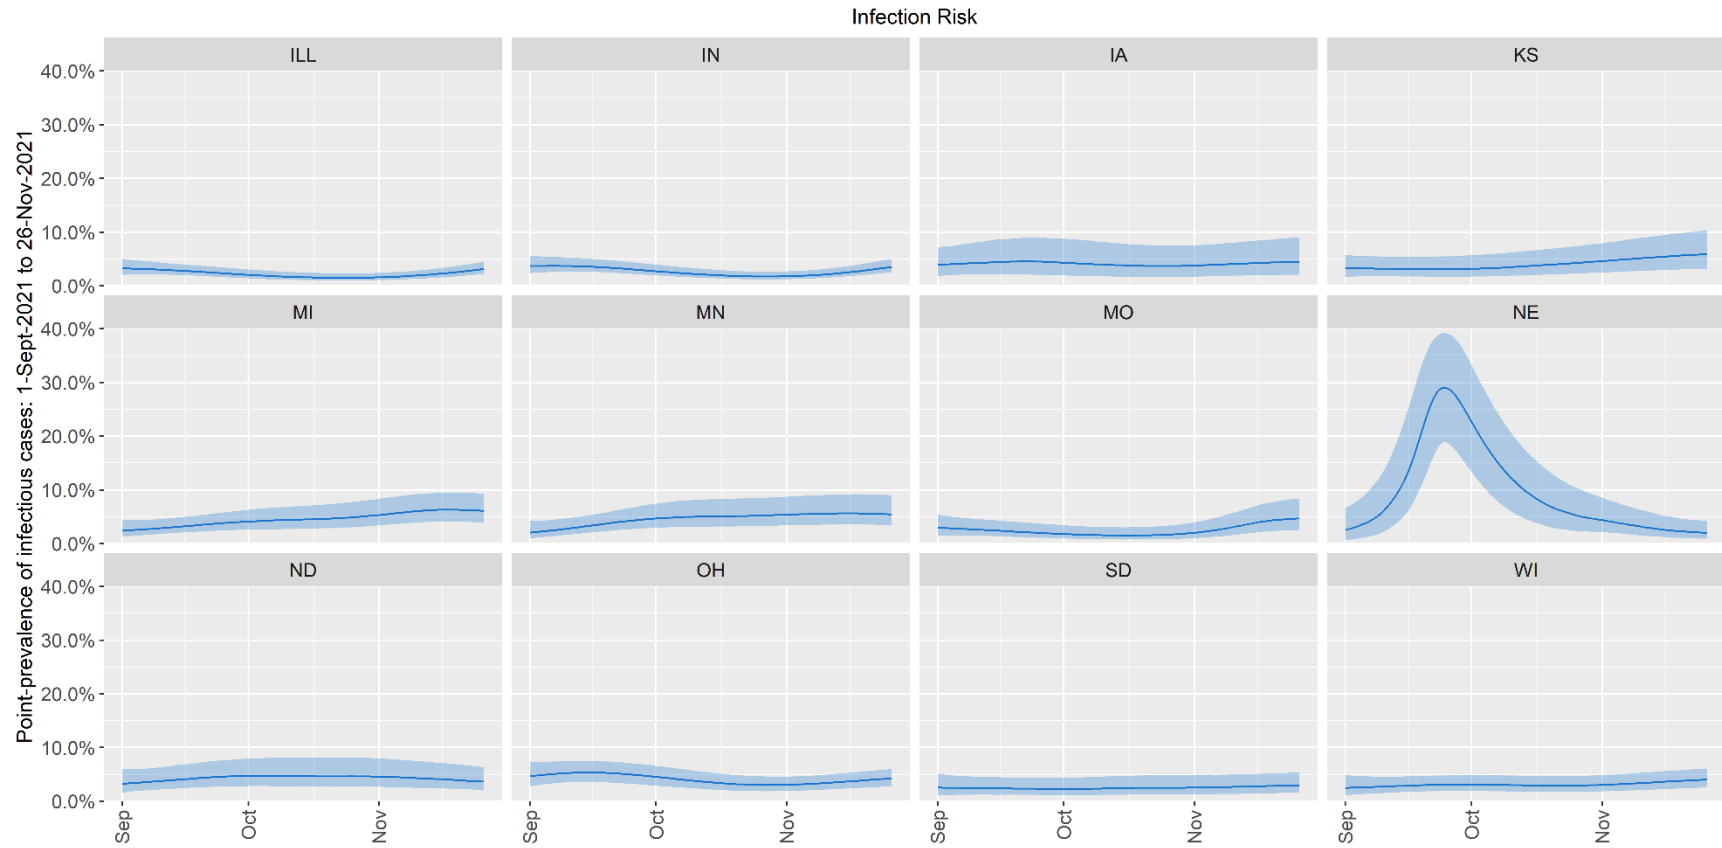 Infection Risk
Point-prevalence of infectious cases: 1-Sept-2021 to 26-Nov-2021
ILL
IN
IA
KS
40.0%
30.0%
20.0%
10.0%
0.0%
MI
MN
MO
NE
40.0%
30.0%
20.0%
10.0%
0.0%
ND
OH
SD
WI
40.0%
30.0%
20.0%
10.0%
0.0%
Sep
Oct
Nov
Sep
Oct
Nov
Sep
Oct
Nov
Sep
Oct
Nov